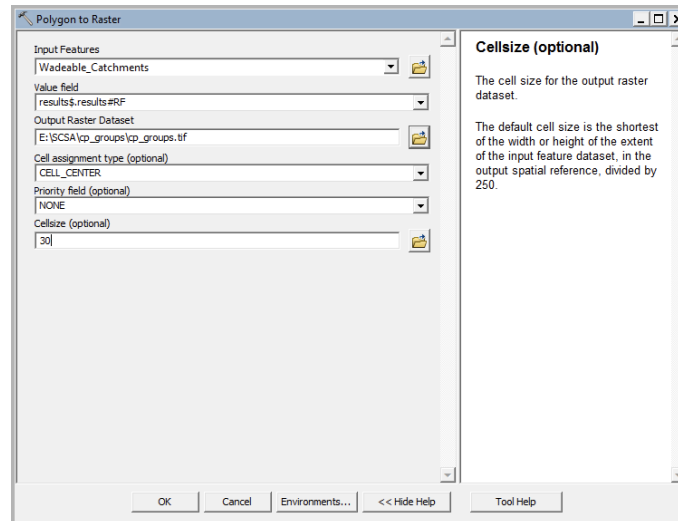 Polygon to Raster
Input Features
Wadeable_Catchments
Value field
results$.results#RF
Output Raster Dataset
E:\SCSA\cp_groups\cp_groups.tif
Cell assignment type (optional)
CELL_CENTER
Priority field (optional)
NONE
Cellsize (optional)
30
Cellsize (optional)
The cell size for the output raster
dataset.
The default cell size is the shortest
of the width or height of the extent
of the input feature dataset, in the
output spatial reference, divided by
250.
OK
Cancel
Environments...
<< Hide Help
Tool Help